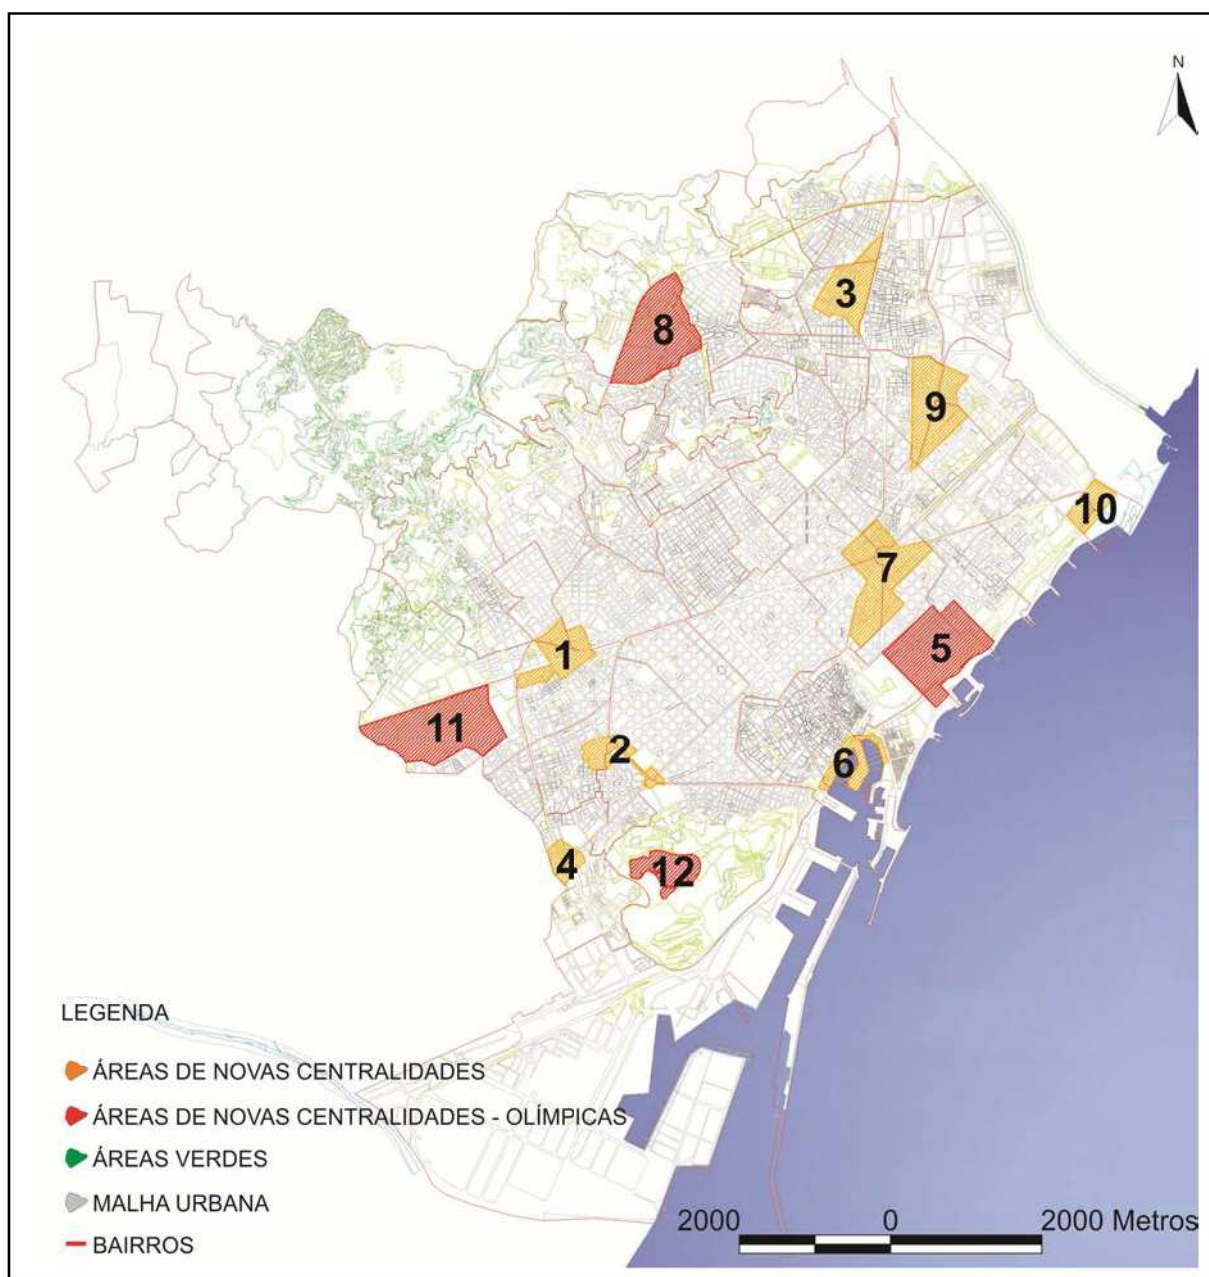 N
3
8
9
10
7
5
1
11
2
6
4
12
LEGENDA
ÁREAS DE NOVAS CENTRALIDADES
ÁREAS DE NOVAS CENTRALIDADES - OLÍMPICAS
ÁREAS VERDES
MALHA URBANA
BAIRROS
2000 0 2000 Metros